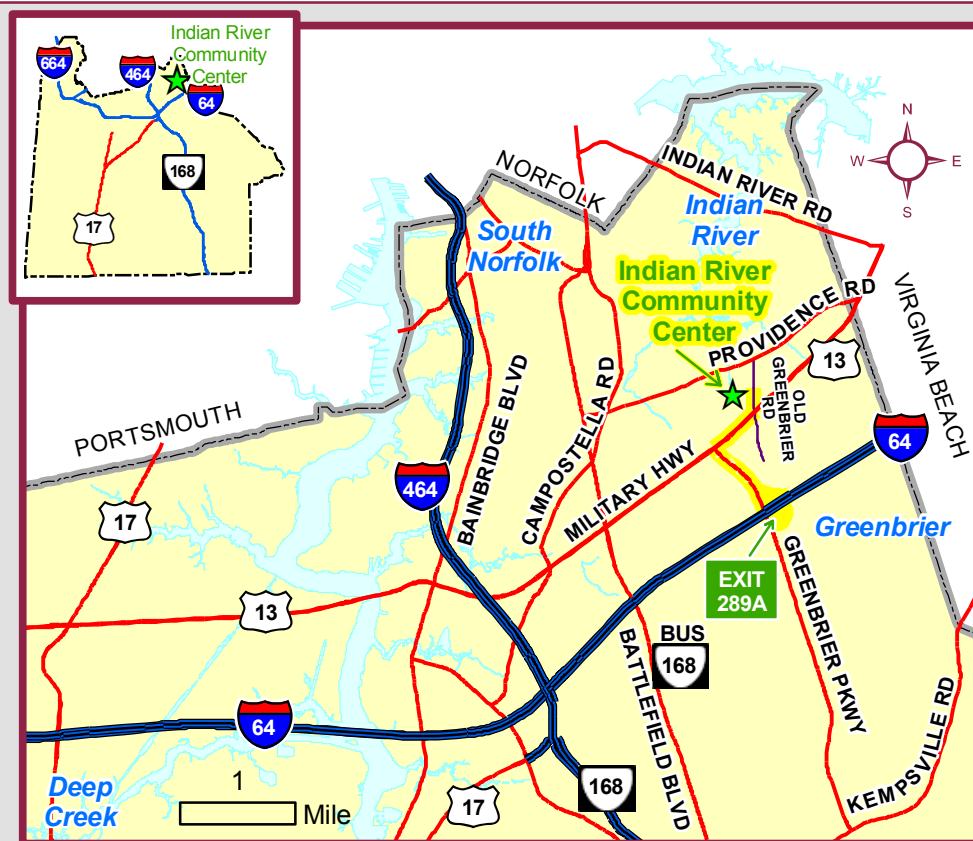 Indian River
Community
Center
664
464
64
168
17
N
W
E
S
NORFOLK
INDIAN RIVER RD
Indian
River
South
Norfolk
Indian River
Community
Center
PROVIDENCE RD
VIRGINIA BEACH
13
OLD
GREENBRIER
RD
PORTSMOUTH
BAINBRIDGE BLVD
CAMPOSTELLA RD
MILITARY HWY
64
464
17
Greenbrier
EXIT
289A
GREENBRIER PKWY
13
BUS
168
BATTLEFIELD BLVD
64
KEMPSVILLE RD
Deep
Creek
1
Mile
17
168